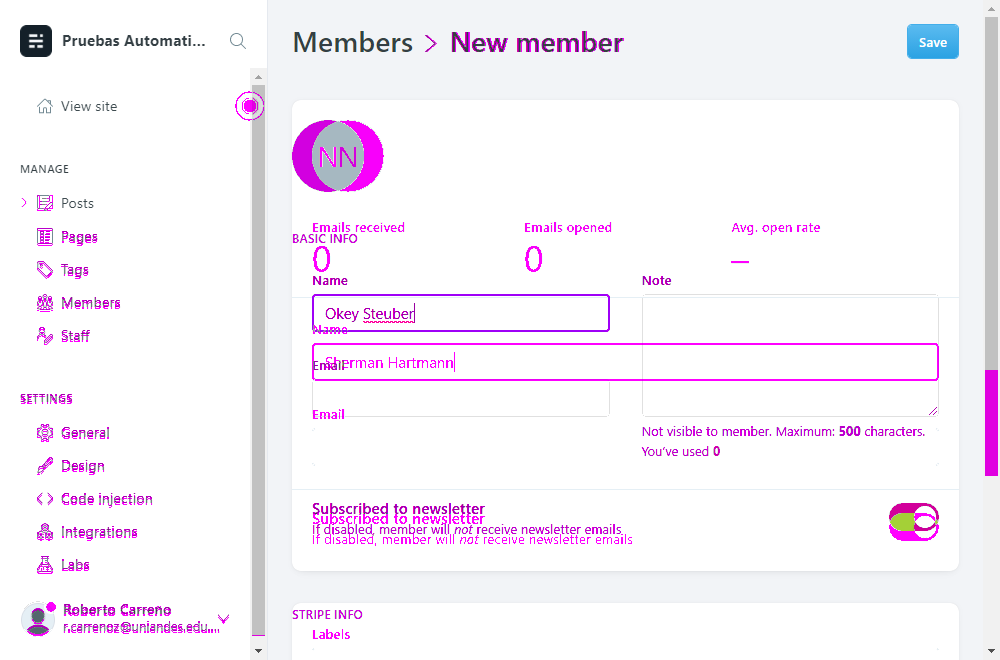 Pruebas Automati...
View site
MANAGE
Posts
Pages
Tags
Members
Staff
SETTINGS
General
Design
Code injection
Integrations
Labs
Roberto Carreño
r.carrenoz@uniandes.edu....
Members > New member
Save
NN
Emails received
Emails opened
Avg. open rate
BASIC INFO
0
0
—
Name
Note
Okey Steuber
Name
Sherman Hartmann
Email
Email
Not visible to member. Maximum: 500 characters.
You've used 0
Subscribed to newsletter
Subscribed to newsletter
If disabled, member will not receive newsletter emails
If disabled, member will not receive newsletter emails
STRIPE INFO
Labels